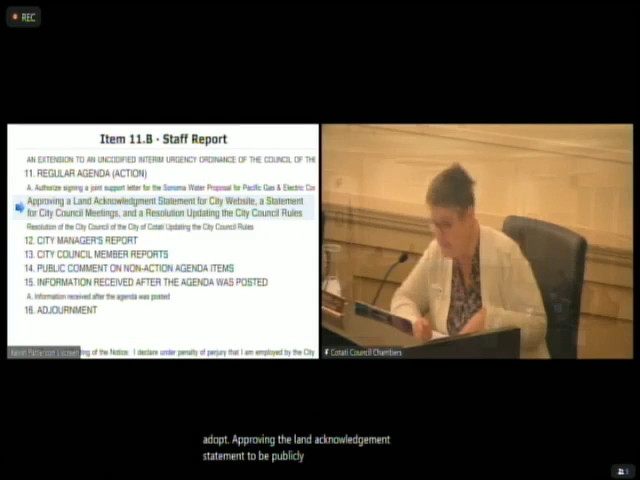 REC
Item 11.B - Staff Report
AN EXTENSION TO AN UNCODIFIED INTERIM URGENCY ORDINANCE OF THE COUNCIL OF THE
11. REGULAR AGENDA (ACTION)
A. Authorize signing a joint support letter for the Sonoma Water Proposal for Pacific Gas & Electric Co
Approving a Land Acknowledgment Statement for City Website, a Statement
for City Council Meetings, and a Resolution Updating the City Council Rules
Resolution of the City Council of the City of Cotati Updating the City Council Rules
12. CITY MANAGER'S REPORT
13. CITY COUNCIL MEMBER REPORTS
14. PUBLIC COMMENT ON NON-ACTION AGENDA ITEMS
15. INFORMATION RECEIVED AFTER THE AGENDA WAS POSTED
A. Information received after the agenda was posted
16. ADJOURNMENT
of the Notice: I declare under penalty of perjury that I am employed by the City
Cotati Council Chambers
adopt. Approving the land acknowledgement
statement to be publicly